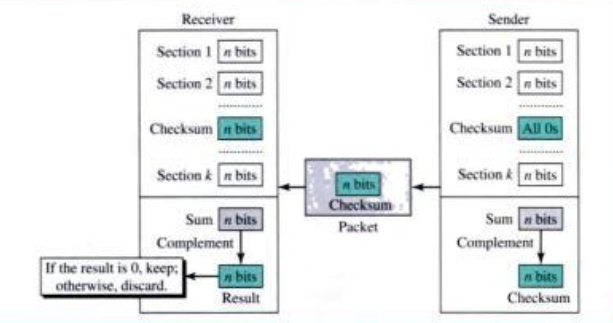 Receiver
Section 1 n bits
Section 2 n bits
Checksum n bits
Section k n bits
Sum n bits
Complement
n bits
Result
If the result is 0, keep;
otherwise, discard.
n bits
Checksum
Packet
Sender
Section 1 n bits
Section 2 n bits
Checksum All 0s
Section k n bits
Sum n bits
Complement
n bits
Checksum